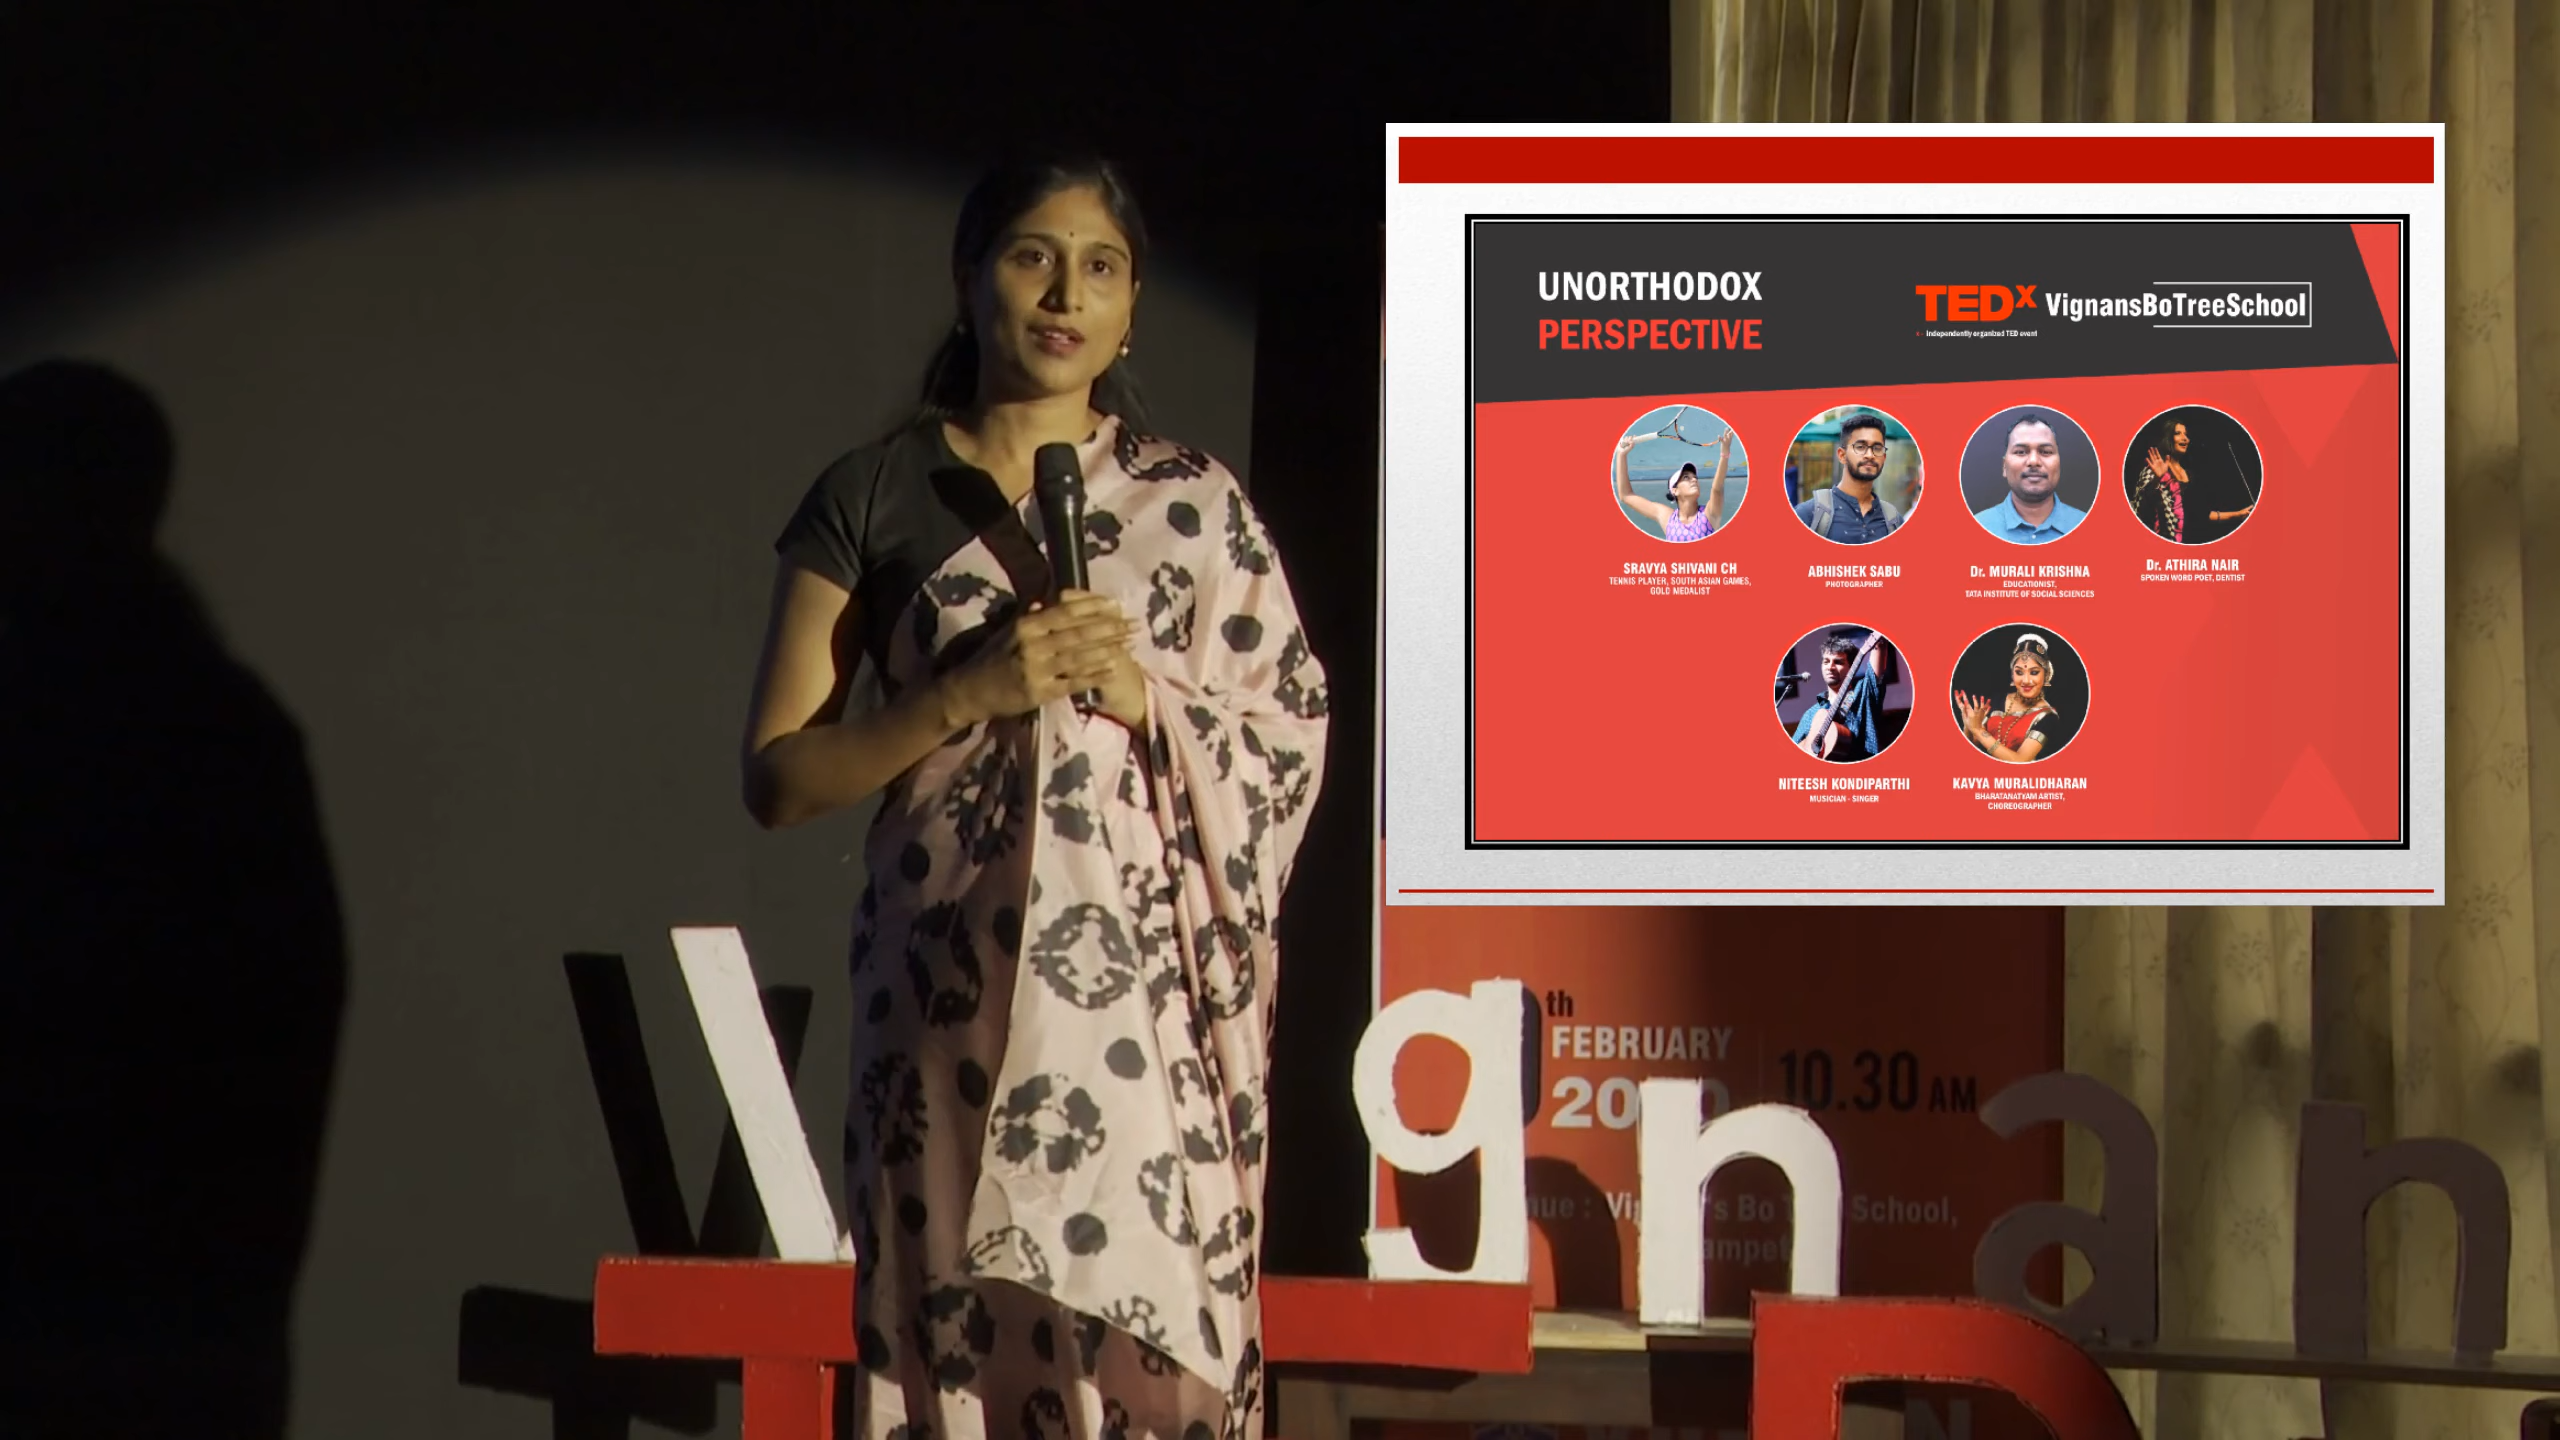 UNORTHODOX
PERSPECTIVE
TEDx VignansBoTreeSchool
x = independently organized TED event
SRAVYA SHIVANI CH
TENNIS PLAYER, SOUTH ASIAN GAMES,
GOLD MEDALIST
ABHISHEK SABU
PHOTOGRAPHER
Dr. MURALI KRISHNA
EDUCATIONIST,
TATA INSTITUTE OF SOCIAL SCIENCES
Dr. ATHIRA NAIR
SPOKEN WORD POET, DENTIST
NITEESH KONDIPARTHI
MUSICIAN - SINGER
KAVYA MURALIDHARAN
BHARATANATYAM ARTIST,
CHOREOGRAPHER
th
FEBRUARY
10.30 AM
School,
V gnan
T D